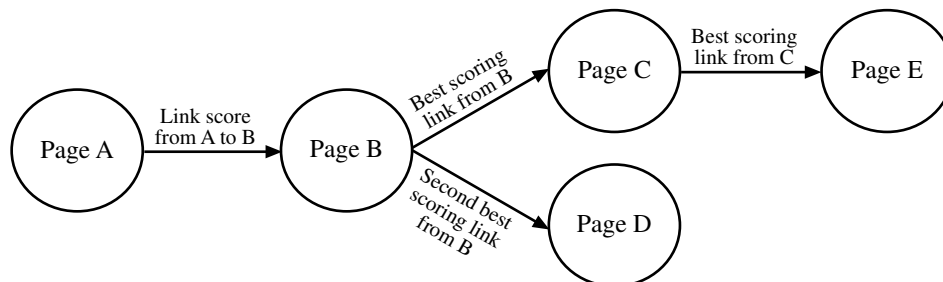 Page A
Link score
from A to B
Page B
Best scoring
link from B
Second best
scoring link
from B
Page C
Best scoring
link from C
Page E
Page D